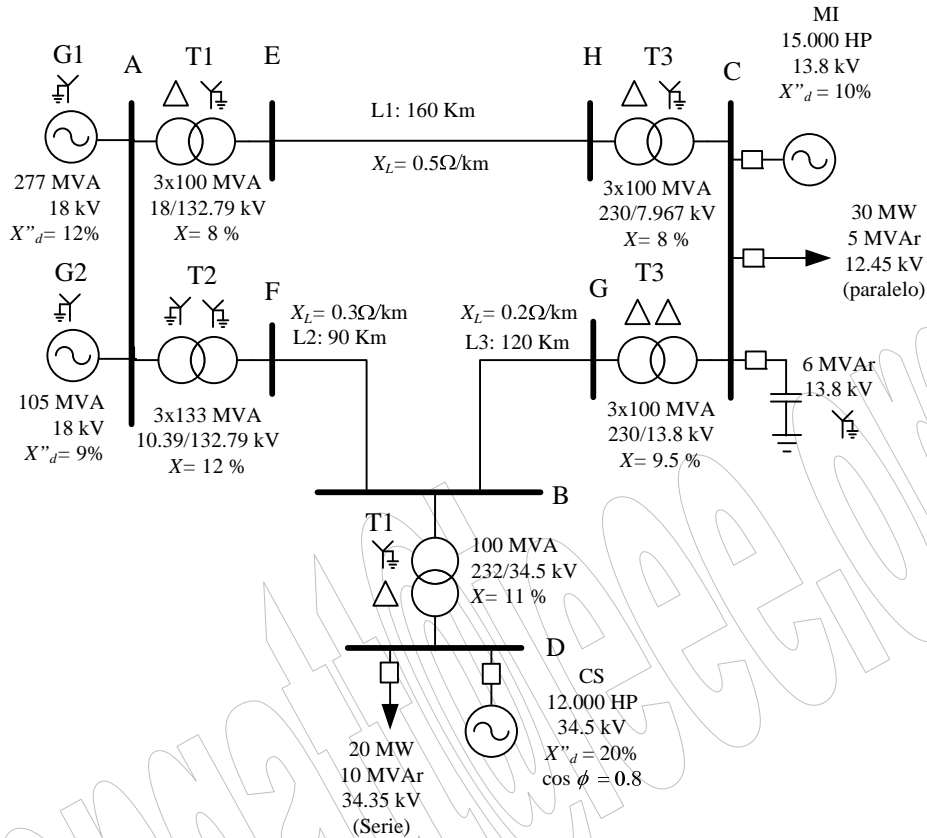 MI
15.000 HP
13.8 kV
X"d = 10%
G1
A
T1
E
H
T3
C
L1: 160 Km
XL= 0.5Ω/km
277 MVA
18 kV
X"d= 12%
3x100 MVA
18/132.79 kV
X= 8 %
3x100 MVA
230/7.967 kV
X= 8 %
30 MW
5 MVAr
12.45 kV
(paralelo)
G2
T2
F
XL= 0.3Ω/km
L2: 90 Km
XL= 0.2Ω/km
L3: 120 Km
G
T3
105 MVA
18 kV
X"d= 9%
3x133 MVA
10.39/132.79 kV
X= 12 %
3x100 MVA
230/13.8 kV
X= 9.5 %
6 MVAr
13.8 kV
B
T1
100 MVA
232/34.5 kV
X= 11 %
D
CS
12.000 HP
34.5 kV
X"d = 20%
cos ϕ = 0.8
20 MW
10 MVAr
34.35 kV
(Serie)